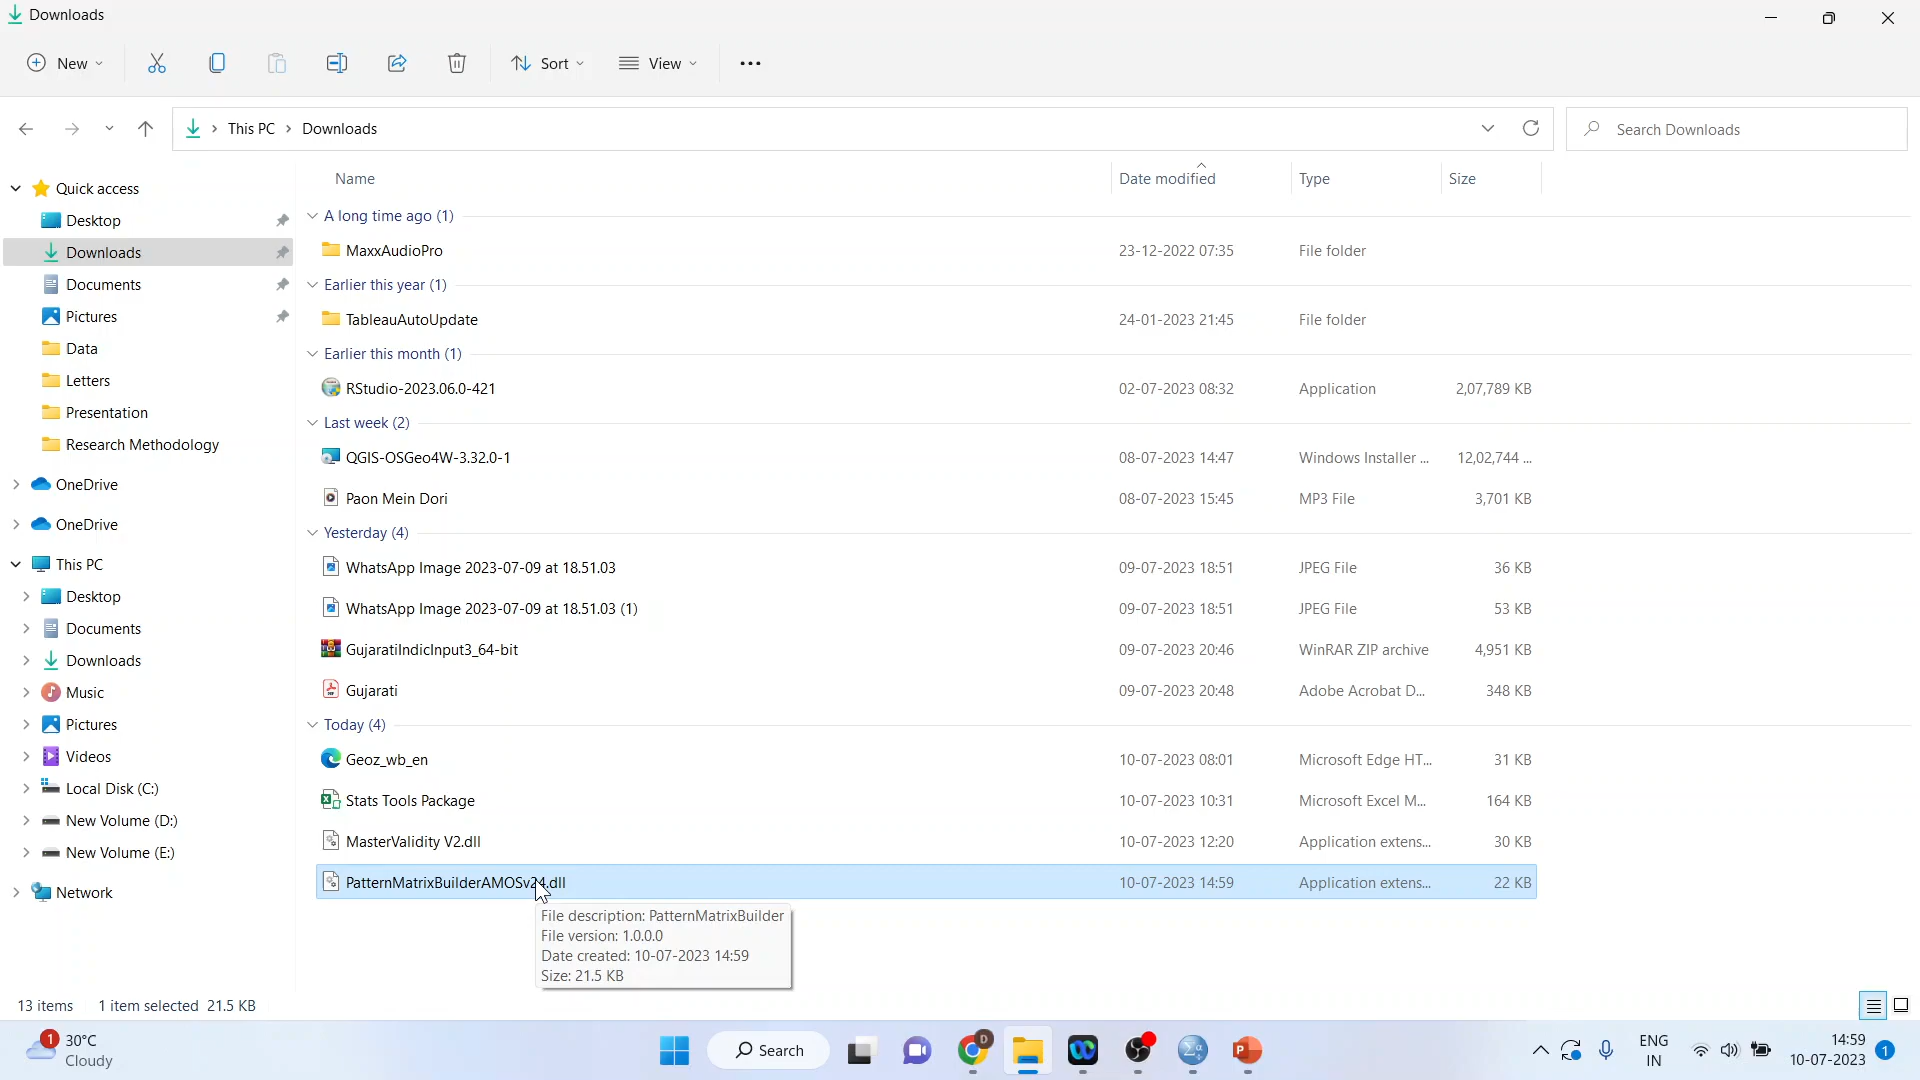 Downloads
New
Sort
View
This PC > Downloads
Search Downloads
Name Date modified Type Size
Quick access
Desktop
Downloads
Documents
Pictures
Data
Letters
Presentation
Research Methodology
OneDrive
OneDrive
This PC
Desktop
Documents
Downloads
Music
Pictures
Videos
Local Disk (C:)
New Volume (D:)
New Volume (E:)
Network
A long time ago (1)
MaxxAudioPro 23-12-2022 07:35 File folder
Earlier this year (1)
TableauAutoUpdate 24-01-2023 21:45 File folder
Earlier this month (1)
RStudio-2023.06.0-421 02-07-2023 08:32 Application 2,07,789 KB
Last week (2)
QGIS-OSGeo4W-3.32.0-1 08-07-2023 14:47 Windows Installer ... 12,02,744 ...
Paon Mein Dori 08-07-2023 15:45 MP3 File 3,701 KB
Yesterday (4)
WhatsApp Image 2023-07-09 at 18.51.03 09-07-2023 18:51 JPEG File 36 KB
WhatsApp Image 2023-07-09 at 18.51.03 (1) 09-07-2023 18:51 JPEG File 53 KB
GujaratiIndicInput3_64-bit 09-07-2023 20:46 WinRAR ZIP archive 4,951 KB
Gujarati 09-07-2023 20:48 Adobe Acrobat D... 348 KB
Today (4)
Geoz_wb_en 10-07-2023 08:01 Microsoft Edge HT... 31 KB
Stats Tools Package 10-07-2023 10:31 Microsoft Excel M... 164 KB
MasterValidity V2.dll 10-07-2023 12:20 Application extens... 30 KB
PatternMatrixBuilderAMOSv24.dll 10-07-2023 14:59 Application extens... 22 KB
File description: PatternMatrixBuilder
File version: 1.0.0.0
Date created: 10-07-2023 14:59
Size: 21.5 KB
13 items 1 item selected 21.5 KB
1
30°C
Cloudy
Search
D
P
ENG
IN
14:59
10-07-2023
1